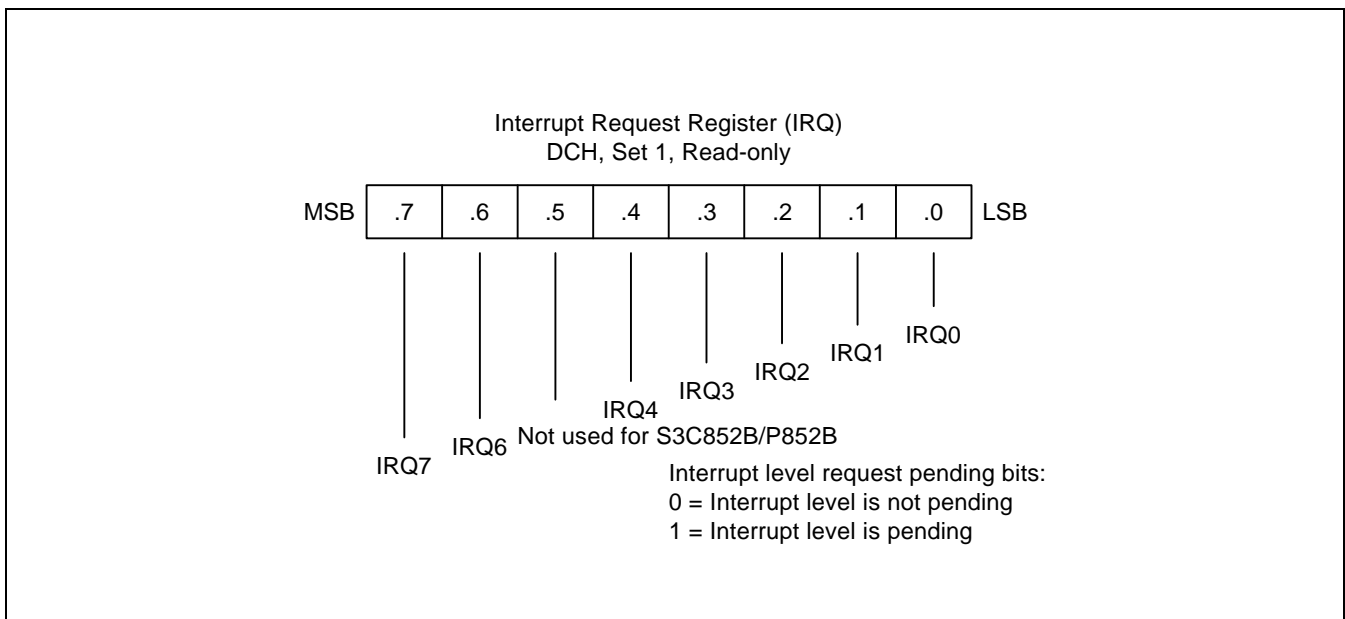 Interrupt Request Register (IRQ)
DCH, Set 1, Read-only
MSB .7 .6 .5 .4 .3 .2 .1 .0 LSB
IRQ0
IRQ1
IRQ2
IRQ3
IRQ4
Not used for S3C852B/P852B
IRQ6
IRQ7
Interrupt level request pending bits:
0 = Interrupt level is not pending
1 = Interrupt level is pending